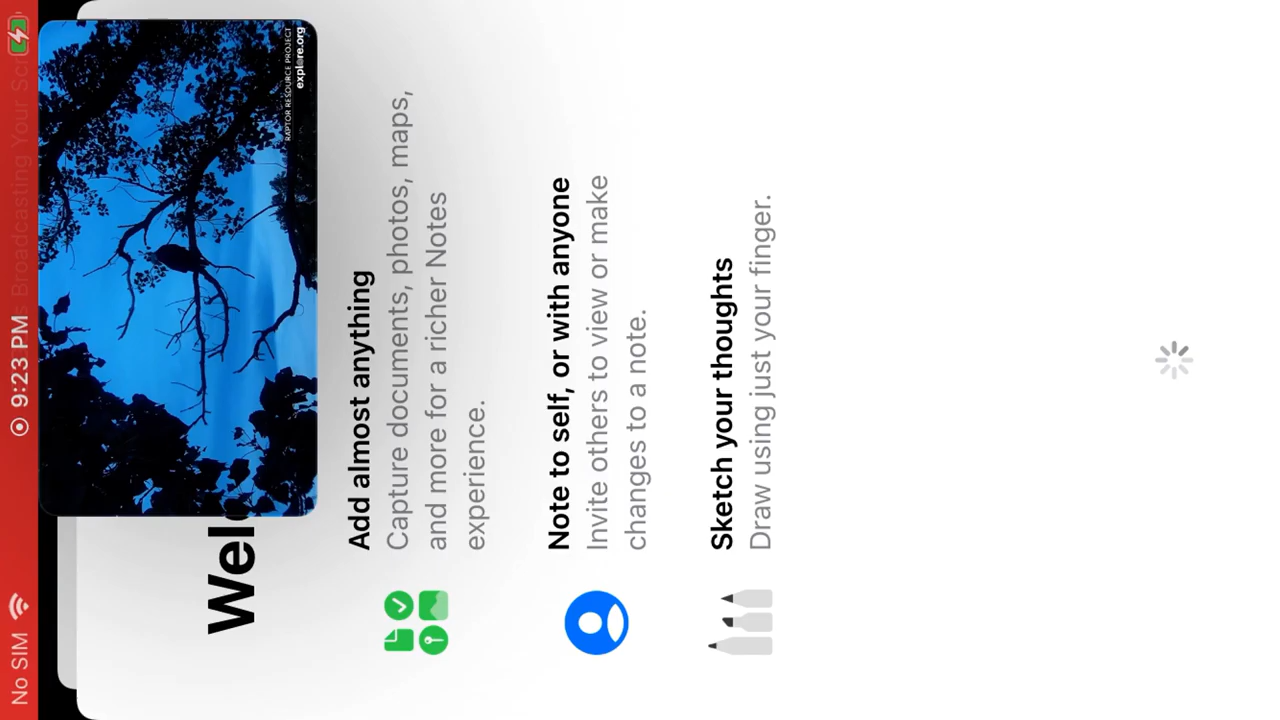 No SIM 9:23 PM
RAPTOR RESOURCE PROJECT
explore.org
Add almost anything
Capture documents, photos, maps,
and more for a richer Notes
experience.
Note to self, or with anyone
Invite others to view or make
changes to a note.
Sketch your thoughts
Draw using just your finger.